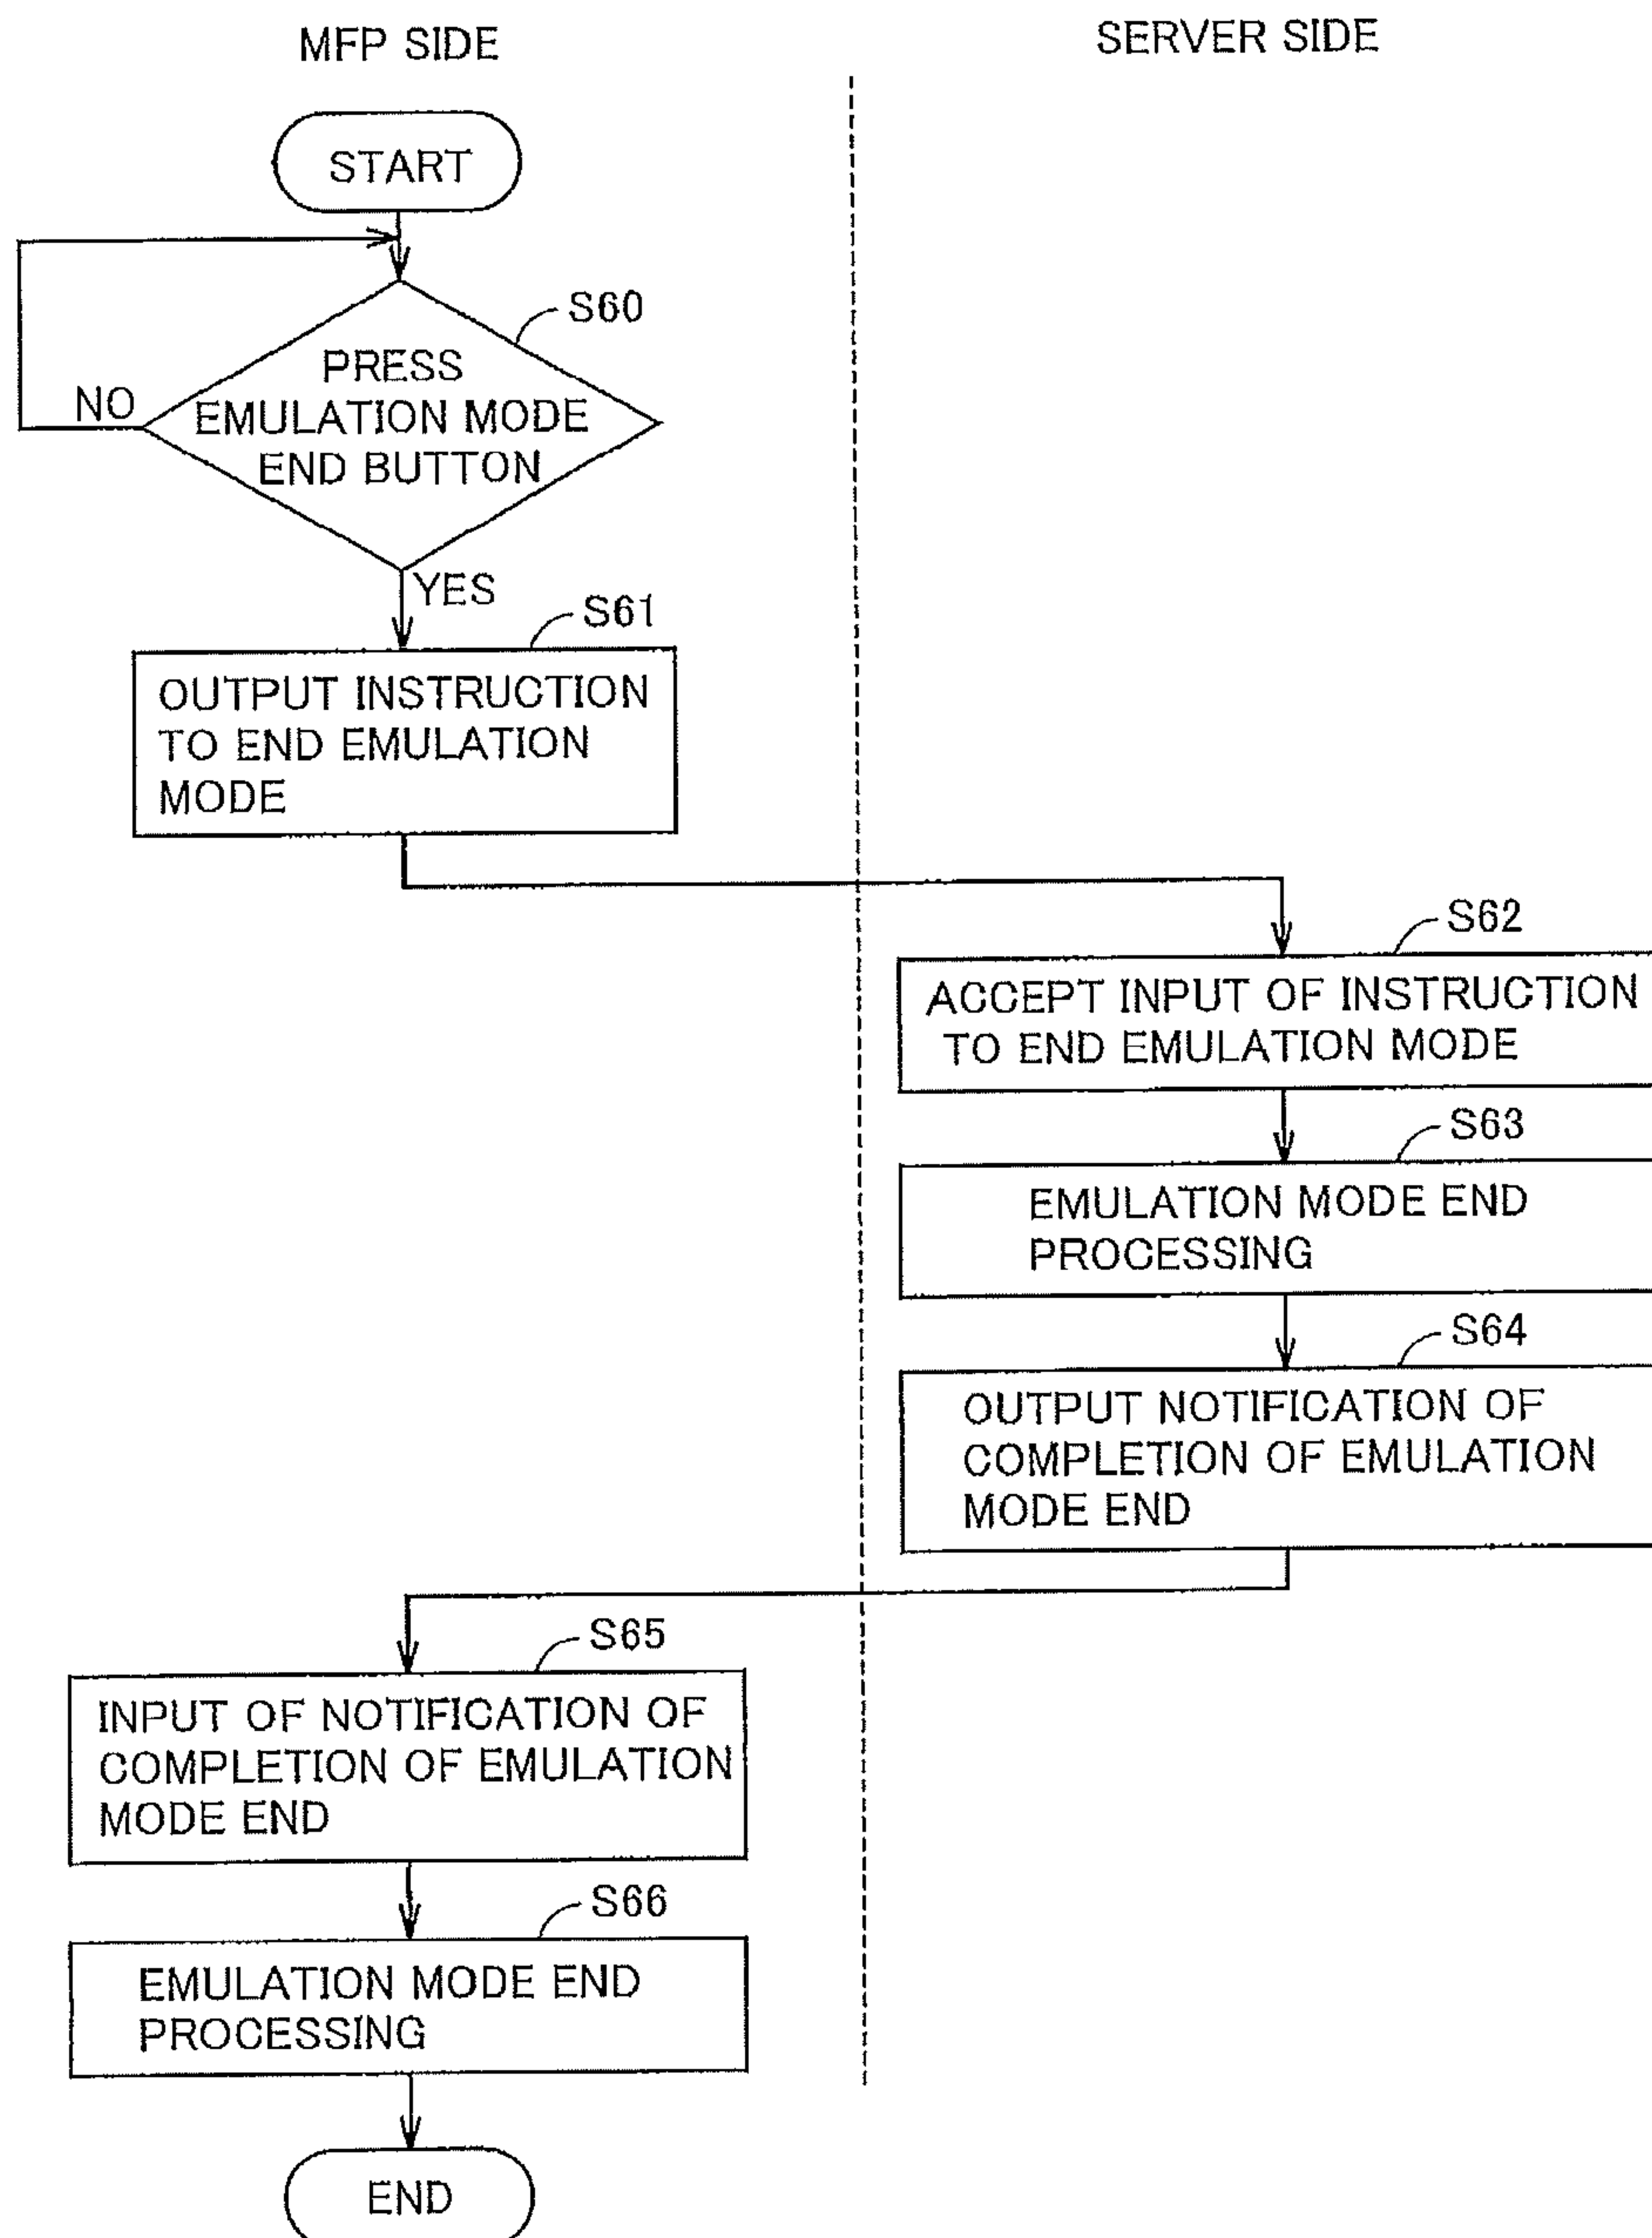 MFP SIDE
SERVER SIDE
START
S60
PRESS
EMULATION MODE
END BUTTON
NO
YES
S61
OUTPUT INSTRUCTION
TO END EMULATION
MODE
S62
ACCEPT INPUT OF INSTRUCTION
TO END EMULATION MODE
S63
EMULATION MODE END
PROCESSING
S64
OUTPUT NOTIFICATION OF
COMPLETION OF EMULATION
MODE END
S65
INPUT OF NOTIFICATION OF
COMPLETION OF EMULATION
MODE END
S66
EMULATION MODE END
PROCESSING
END